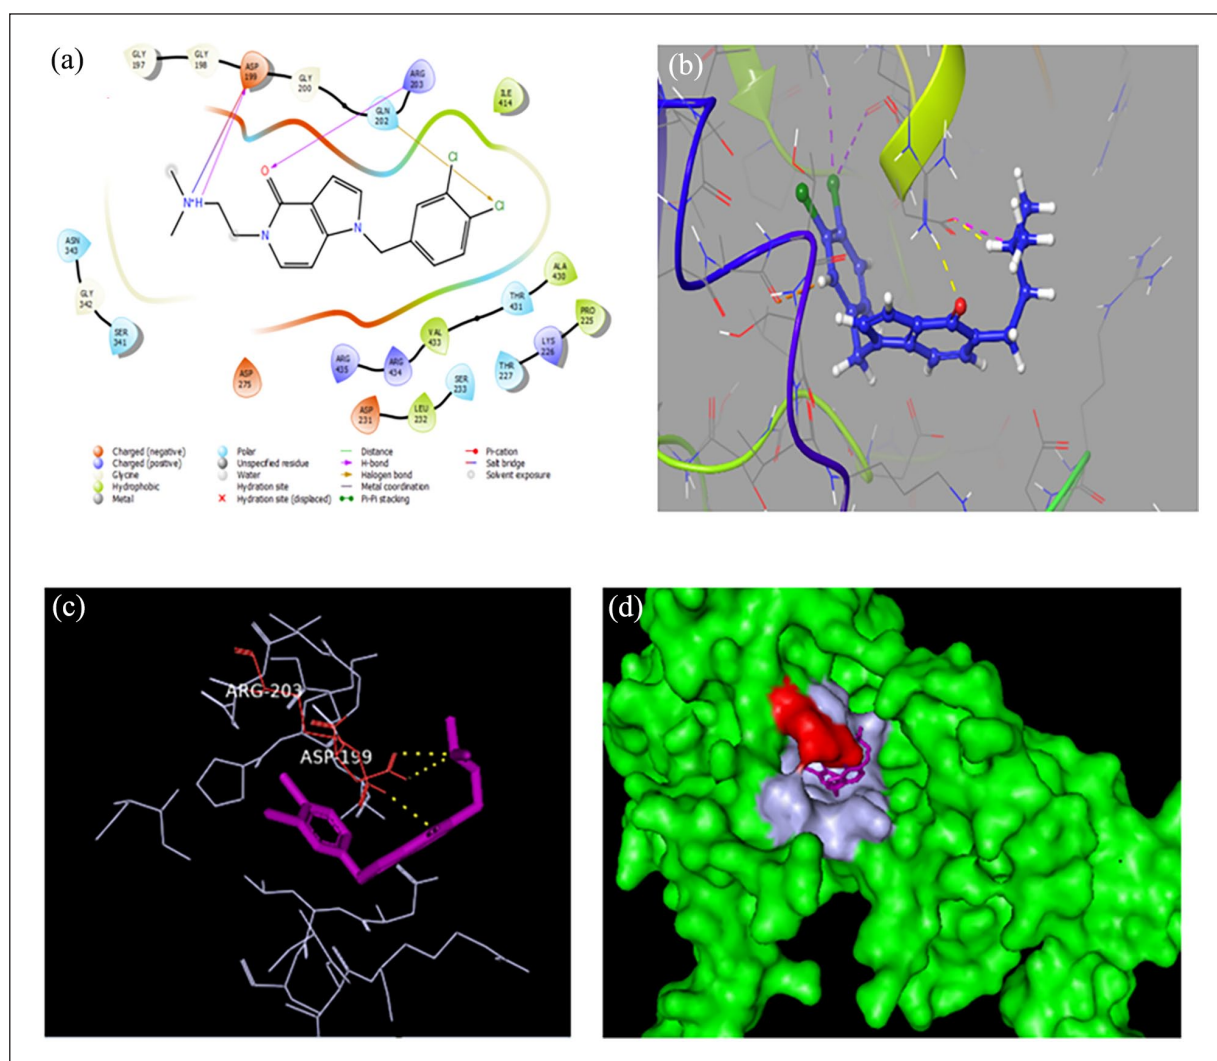 (a)
GLY
197
GLY
198
ASP
199
GLY
200
GLN
202
ARG
203
ILE
414
O
Cl
Cl
N⁺H
N
N
ASN
343
GLY
342
SER
341
ASP
275
ARG
435
ARG
434
VAL
433
THR
431
ALA
430
PRO
225
LYS
226
THR
227
SER
233
LEU
232
ASP
231
Charged (negative)
Charged (positive)
Glycine
Hydrophobic
Metal
Polar
Unspecified residue
Water
Hydration site
Hydration site (displaced)
Distance
H-bond
Halogen bond
Metal coordination
Pi-Pi stacking
Pi-cation
Salt bridge
Solvent exposure
(b)
(c)
ARG-203
ASP-199
(d)